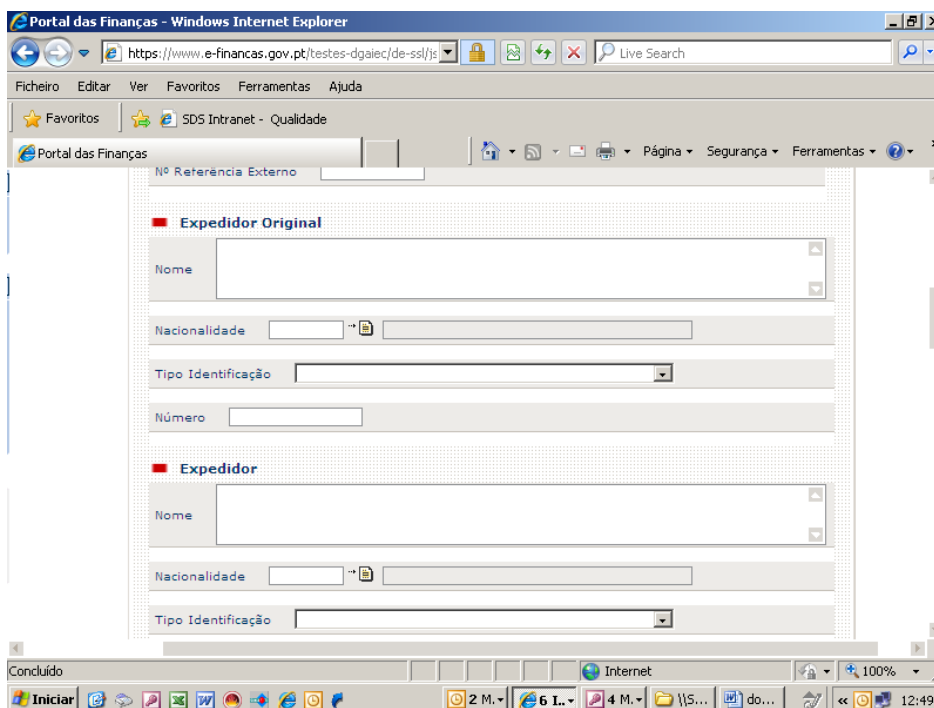 Portal das Finanças - Windows Internet Explorer
https://www.e-financas.gov.pt/testes-dgaiec/de-ssl/js
Live Search
Ficheiro Editar Ver Favoritos Ferramentas Ajuda
Favoritos SDS Intranet - Qualidade
Portal das Finanças Página Segurança Ferramentas
Nº Referência Externo
Expedidor Original
Nome
Nacionalidade
Tipo Identificação
Número
Expedidor
Nome
Nacionalidade
Tipo Identificação
Concluído Internet 100%
Iniciar 2 M. 6 I.. 4 M. \\S... do... « 12:49